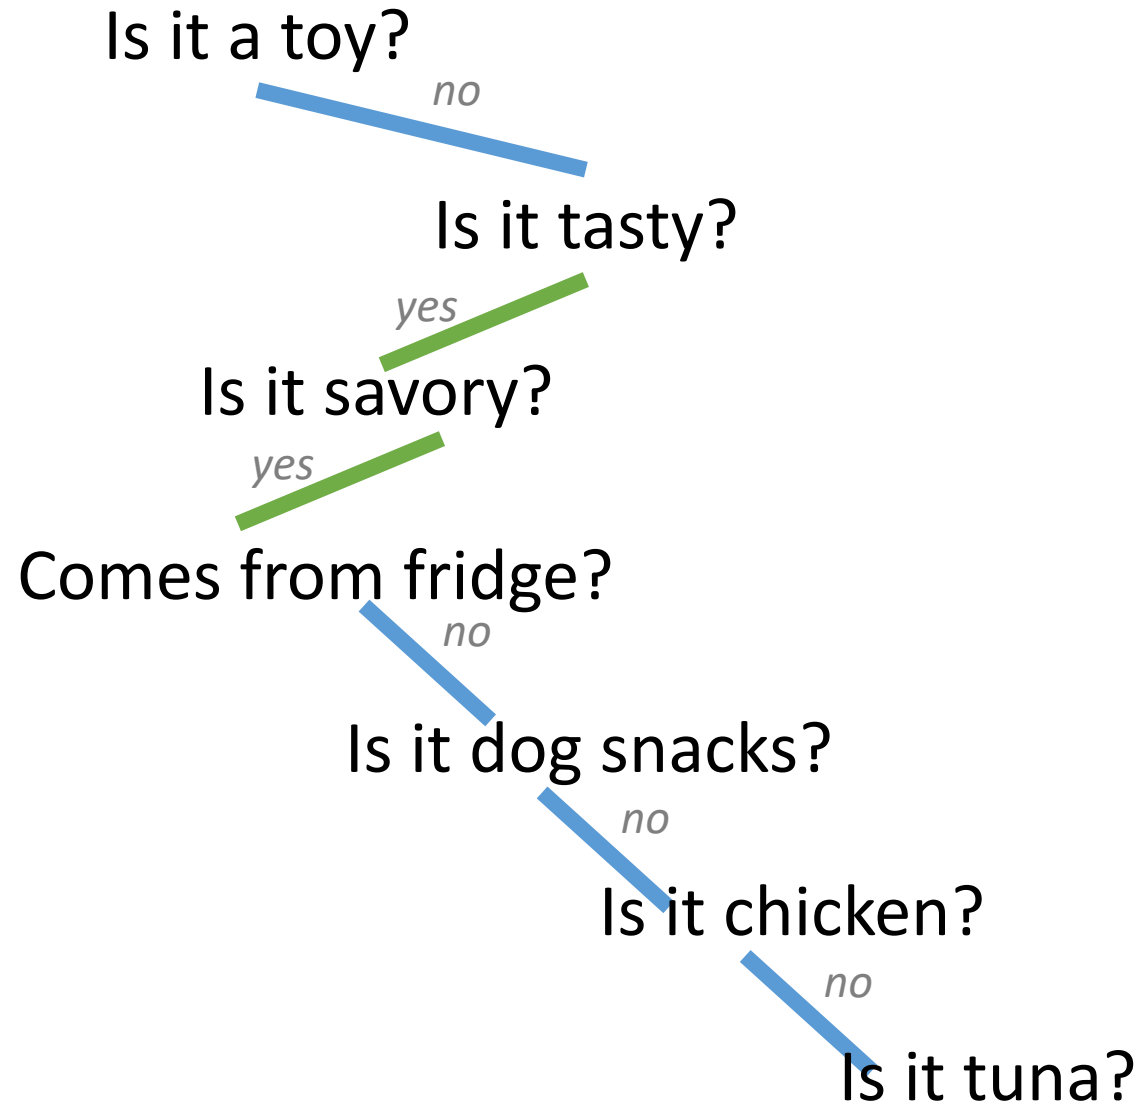 Is it a toy?
no
Is it tasty?
yes
Is it savory?
yes
Comes from fridge?
no
Is it dog snacks?
no
Is it chicken?
no
Is it tuna?